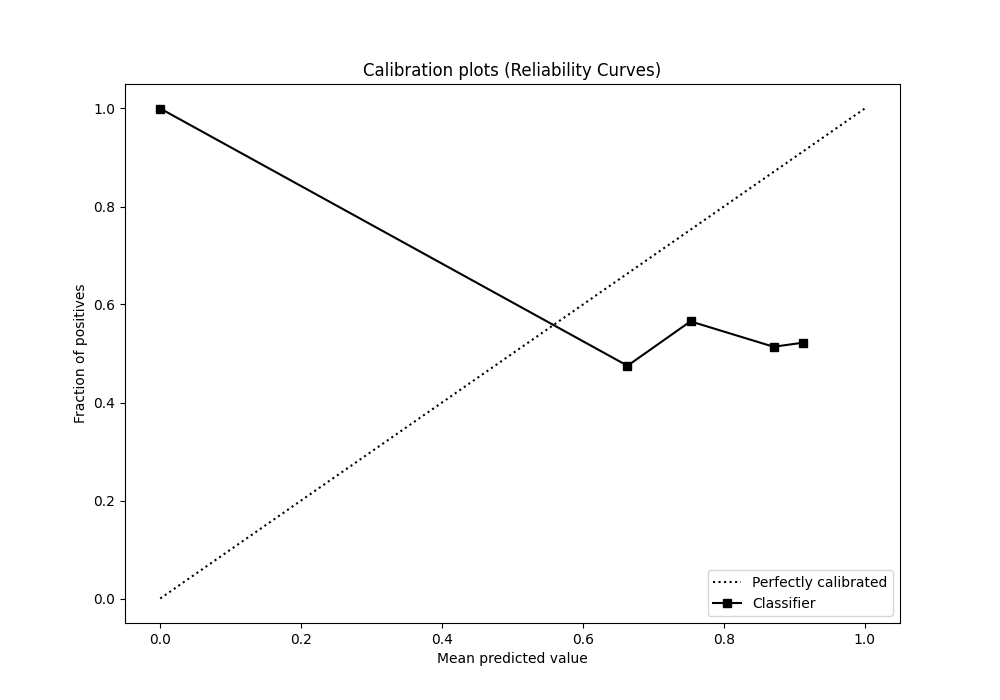 Calibration plots (Reliability Curves)
Fraction of positives
1.0
0.8
0.6
0.4
0.2
0.0
Perfectly calibrated
Classifier
0.0 0.2 0.4 0.6 0.8 1.0
Mean predicted value